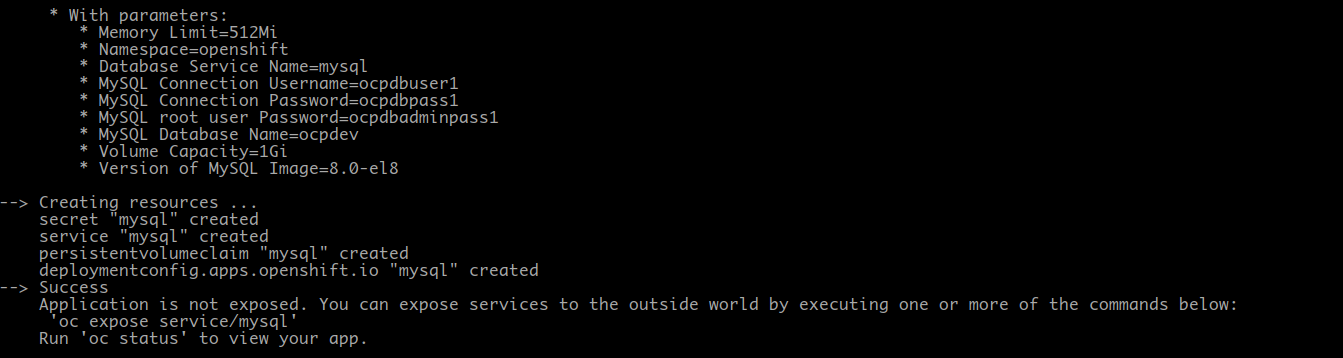 * With parameters:
* Memory Limit=512Mi
* Namespace=openshift
* Database Service Name=mysql
* MySQL Connection Username=ocpdbuser1
* MySQL Connection Password=ocpdbpass1
* MySQL root user Password=ocpdbadminpass1
* MySQL Database Name=ocpdev
* Volume Capacity=1Gi
* Version of MySQL Image=8.0-el8
--> Creating resources ...
secret "mysql" created
service "mysql" created
persistentvolumeclaim "mysql" created
deploymentconfig.apps.openshift.io "mysql" created
--> Success
Application is not exposed. You can expose services to the outside world by executing one or more of the commands below:
'oc expose service/mysql'
Run 'oc status' to view your app.